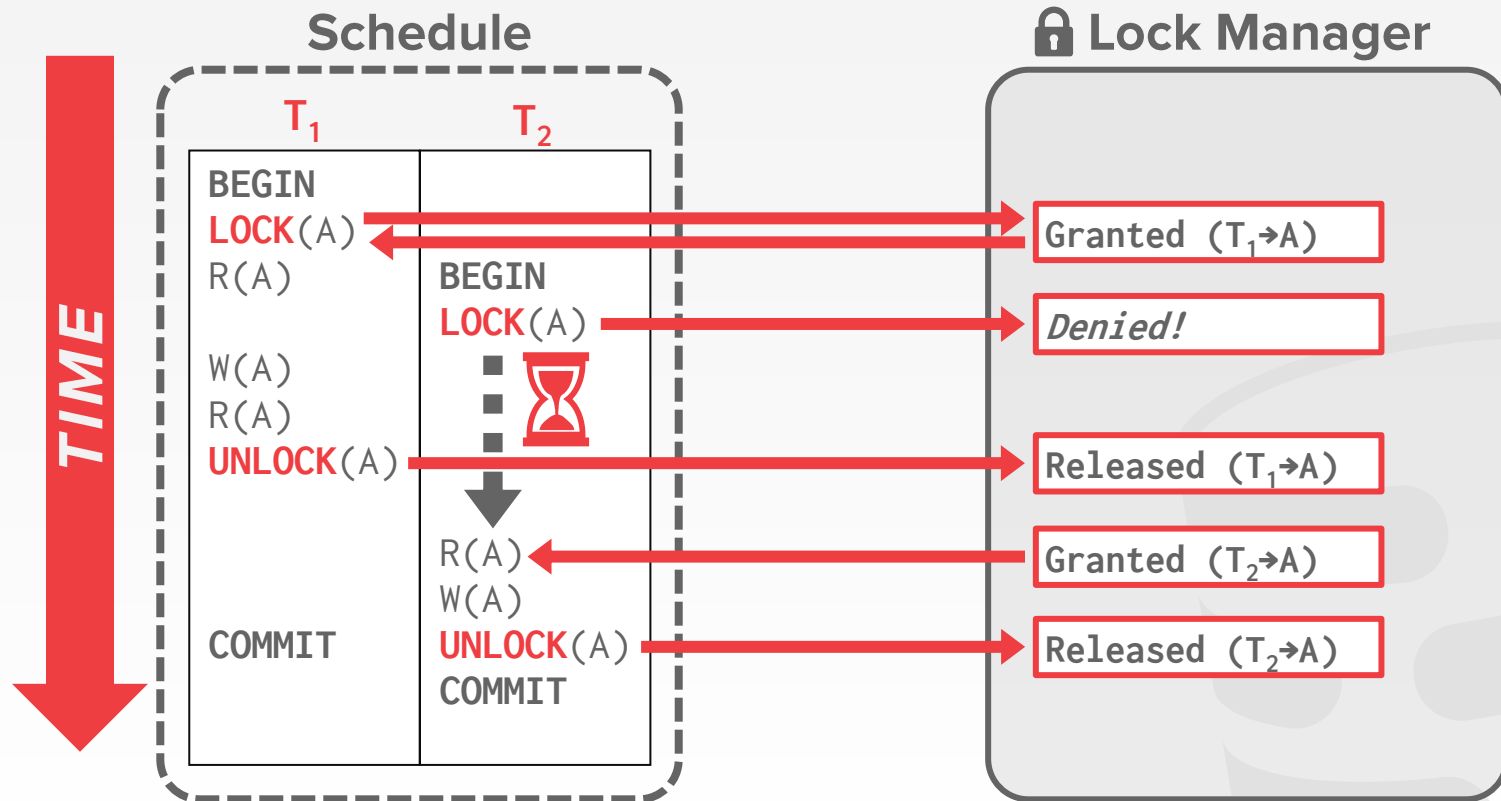 Schedule
Lock Manager
TIME
T₁ T₂
BEGIN
LOCK(A)
Granted (T₁→A)
R(A)
BEGIN
LOCK(A)
Denied!
W(A)
R(A)
UNLOCK(A)
Released (T₁→A)
R(A)
Granted (T₂→A)
W(A)
COMMIT
UNLOCK(A)
Released (T₂→A)
COMMIT